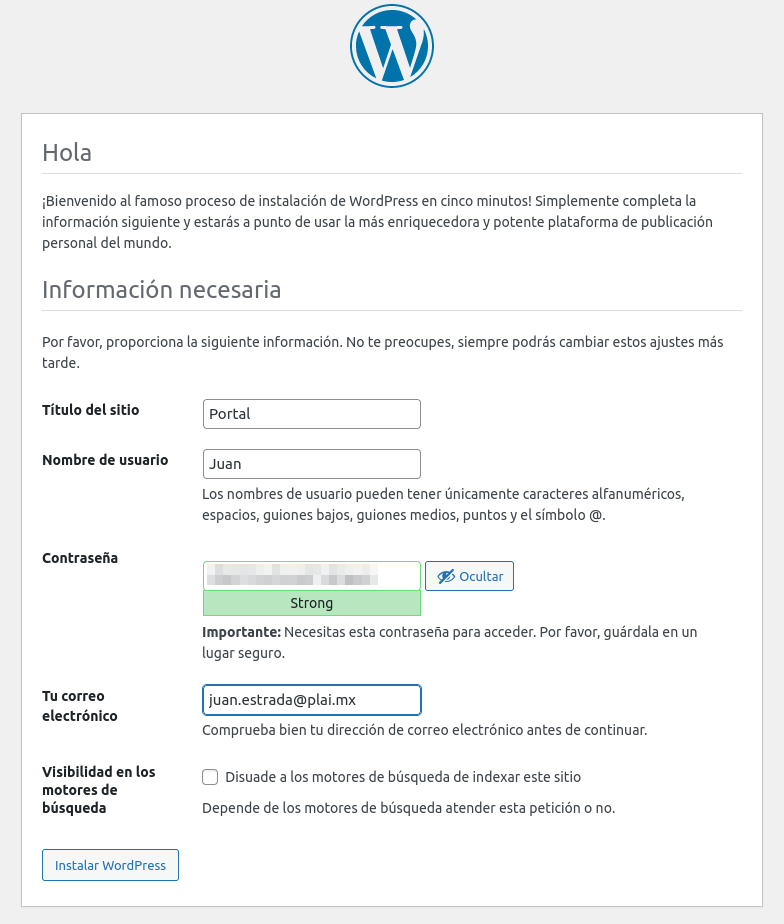 Hola
¡Bienvenido al famoso proceso de instalación de WordPress en cinco minutos! Simplemente completa la
información siguiente y estarás a punto de usar la más enriquecedora y potente plataforma de publicación
personal del mundo.
Información necesaria
Por favor, proporciona la siguiente información. No te preocupes, siempre podrás cambiar estos ajustes más
tarde.
Título del sitio
Portal
Nombre de usuario
Juan
Los nombres de usuario pueden tener únicamente caracteres alfanuméricos,
espacios, guiones bajos, guiones medios, puntos y el símbolo @.
Contraseña
Ocultar
Strong
Importante: Necesitas esta contraseña para acceder. Por favor, guárdala en un
lugar seguro.
Tu correo
electrónico
juan.estrada@plai.mx
Comprueba bien tu dirección de correo electrónico antes de continuar.
Visibilidad en los
motores de
búsqueda
Disuade a los motores de búsqueda de indexar este sitio
Depende de los motores de búsqueda atender esta petición o no.
Instalar WordPress